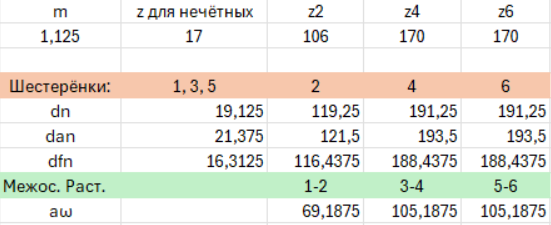 m z для нечётных z2 z4 z6
1,125 17 106 170 170
Шестерёнки: 1, 3, 5 2 4 6
dn 19,125 119,25 191,25 191,25
dan 21,375 121,5 193,5 193,5
dfn 16,3125 116,4375 188,4375 188,4375
Межос. Раст. 1-2 3-4 5-6
aω 69,1875 105,1875 105,1875